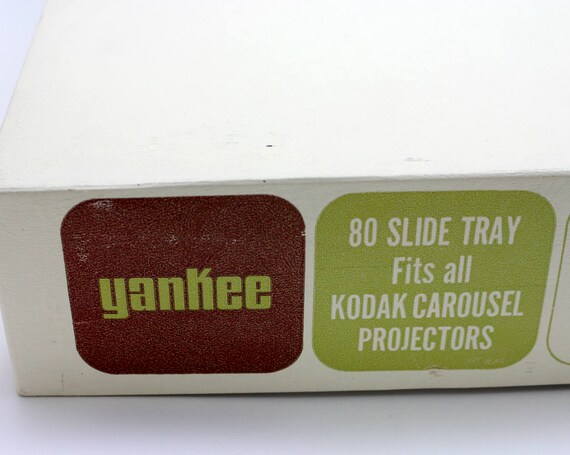 yanKee
80 SLIDE TRAY
Fits all
KODAK CAROUSEL
PROJECTORS